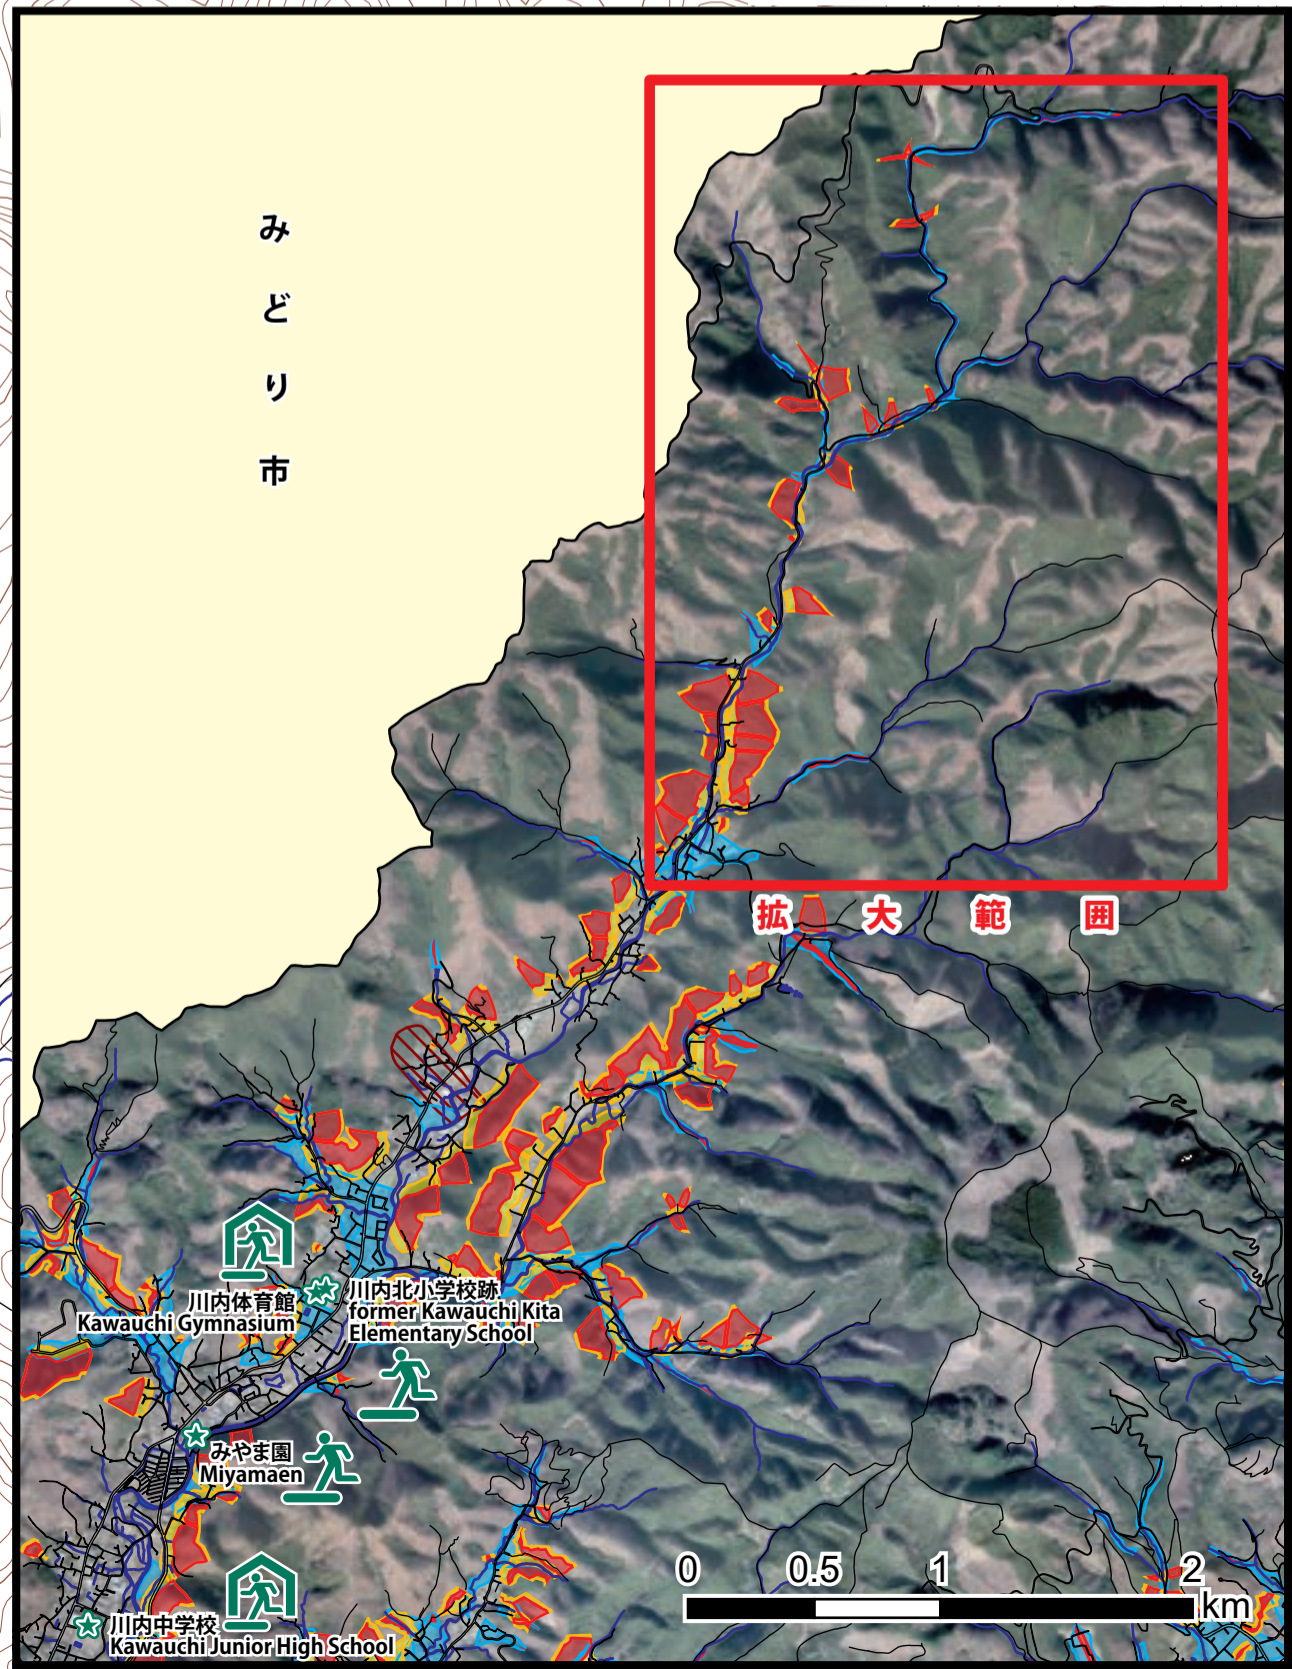 みどり市
拡大範囲
川内体育館
Kawauchi Gymnasium
川内北小学校跡
former Kawauchi Kita
Elementary School
みやま園
Miyamaen
川内中学校
Kawauchi Junior High School
0 0.5 1 2
km